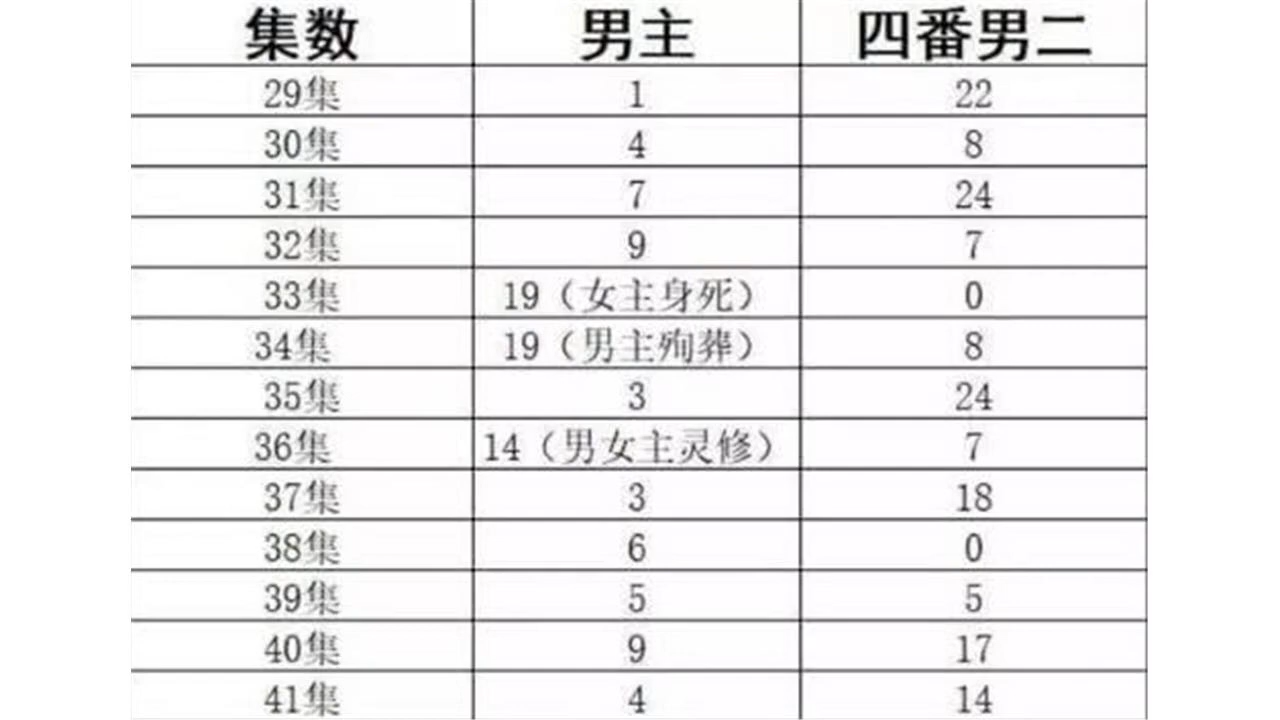 集数 男主 四番男二
29集 1 22
30集 4 8
31集 7 24
32集 9 7
33集 19（女主身死） 0
34集 19（男主殉葬） 8
35集 3 24
36集 14（男女主灵修） 7
37集 3 18
38集 6 0
39集 5 5
40集 9 17
41集 4 14